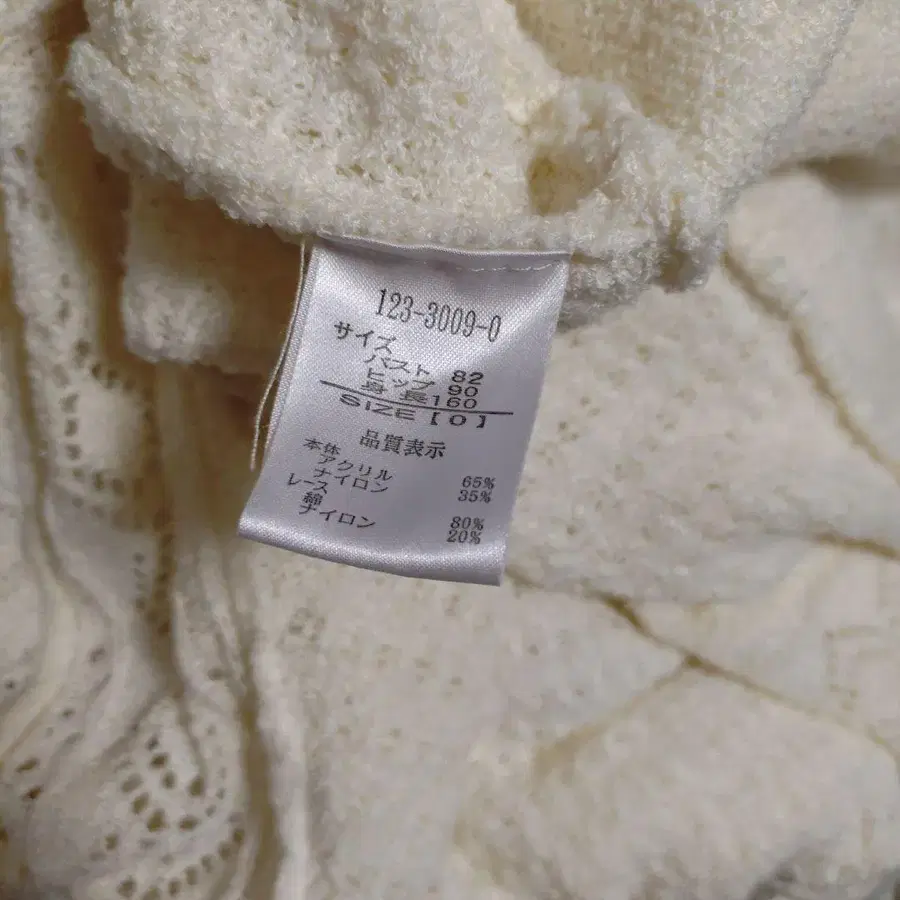 123-3009-0
サイズ
バスト 82
ヒップ 90
身長160
SIZE【0】
品質表示
本体
アクリル 65%
ナイロン 35%
レース
綿 80%
ナイロン 20%